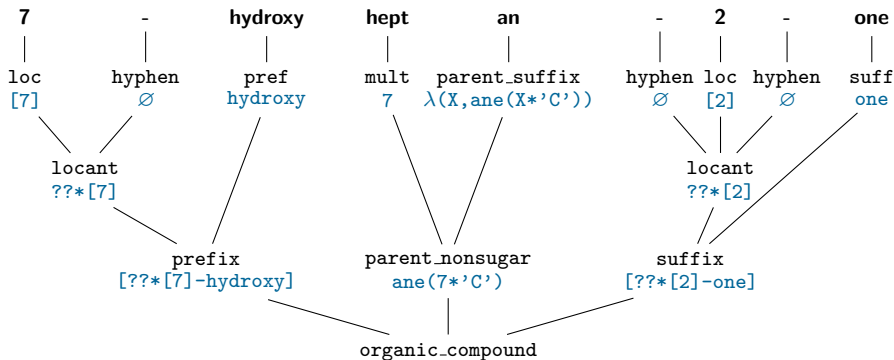 7 - hydroxy hept an - 2 - one
loc hyphen pref mult parent_suffix hyphen loc hyphen suff
[7] ∅ hydroxy 7 λ(X,ane(X*'C')) ∅ [2] ∅ one
locant locant
??*[7] ??*[2]
prefix parent_nonsugar suffix
[??*[7]-hydroxy] ane(7*'C') [??*[2]-one]
organic_compound